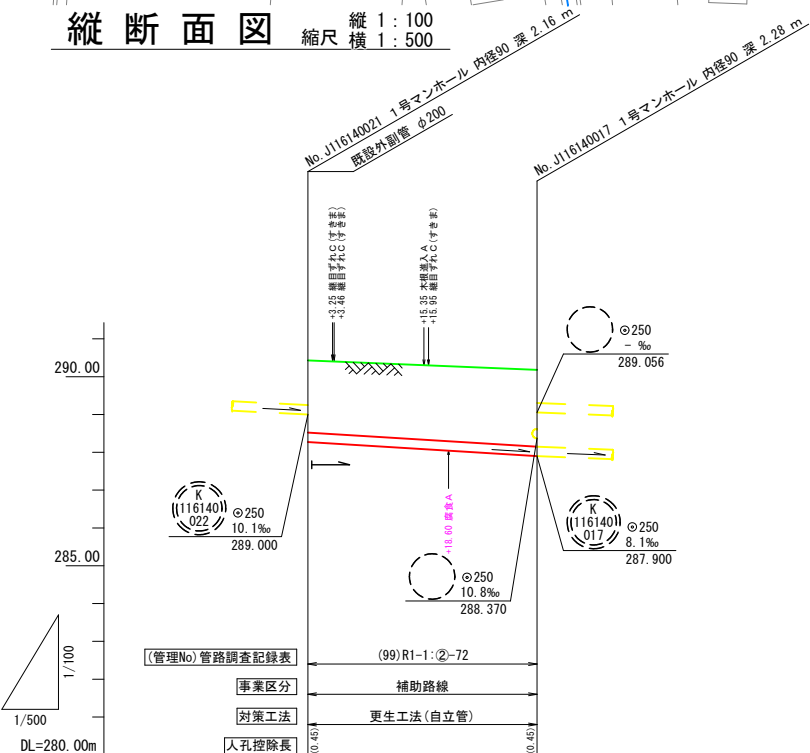 縦断面図 縮尺 縦 1:100
横 1:500
No.J116140021 1号マンホール 内径90 深 2.16 m
既設外副管 φ200
No.J116140017 1号マンホール 内径90 深 2.28 m
+3.25 継目ずれC(すきま)
+3.46 継目ずれC(すきま)
+15.35 木根進入A
+15.95 継目ずれC(すきま)
◎250
- ‰
289.056
290.00
K
116140
022
◎250
10.1‰
289.000
+18.60 腐食A
K
116140
017
◎250
8.1‰
287.900
285.00
◎250
10.8‰
288.370
1/100
1/500
(管理No)管路調査記録表 (99)R1-1:②-72
事業区分 補助路線
対策工法 更生工法(自立管)
DL=280.00m
人孔控除長 (0.45) (0.45)